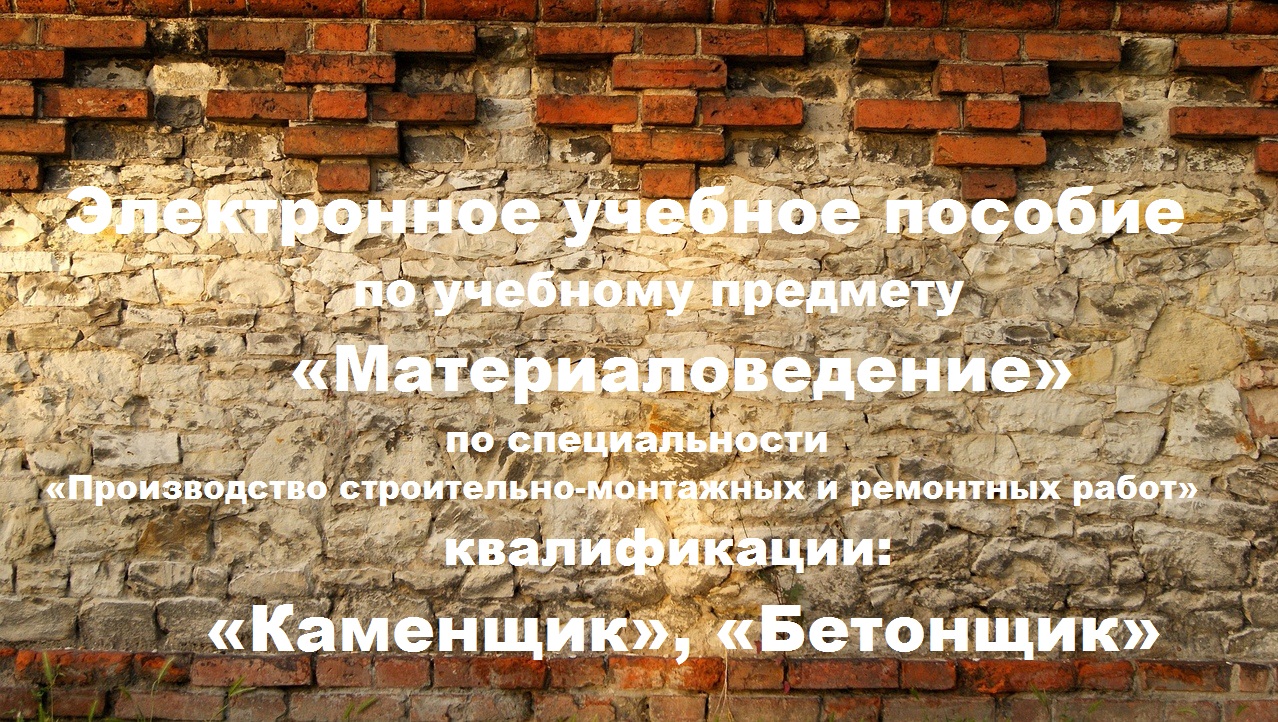 Электронное учебное пособие
по учебному предмету
«Материаловедение»
по специальности
«Производство строительно-монтажных и ремонтных работ»
квалификации:
«Каменщик», «Бетонщик»